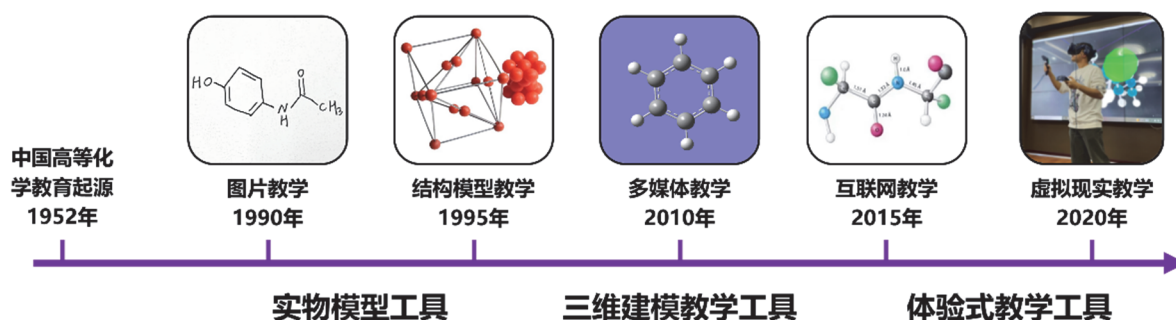 HO
O
N
H
CH3
中国高等化
学教育起源
1952年
图片教学
1990年
结构模型教学
1995年
多媒体教学
2010年
互联网教学
2015年
虚拟现实教学
2020年
实物模型工具
三维建模教学工具
体验式教学工具